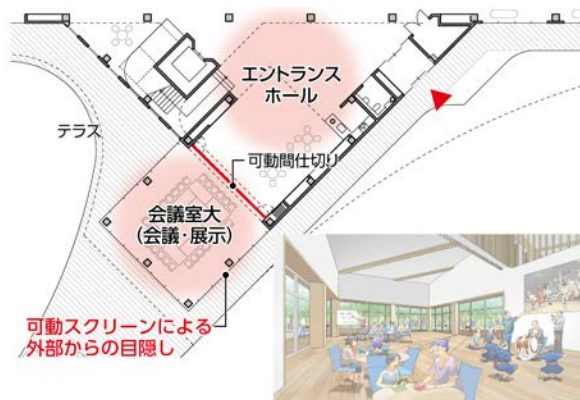 エントランス
ホール
テラス
可動間仕切り
会議室大
(会議・展示)
可動スクリーンによる
外部からの目隠し